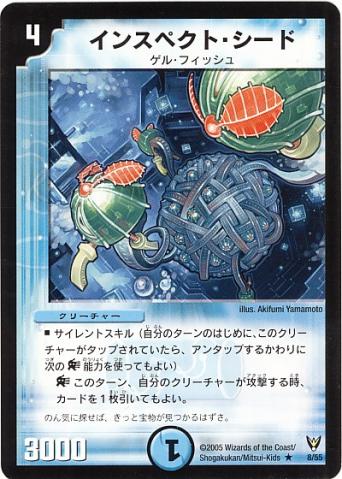 4
インスペクト・シード
ゲル・フィッシュ
illus. Akifumi Yamamoto
クリーチャー
■ サイレントスキル(自分のターンのはじめに、このクリー
チャーがタップされていたら、アンタップするかわりに
次の 能力を使ってもよい)
このターン、自分のクリーチャーが攻撃する時、
カードを1枚引いてもよい。
のん気に探せば、きっと宝物が見つかるはずさ。
3000
1
©2005 Wizards of the Coast/
Shogakukan/Mitsui-Kids ★ 8/55